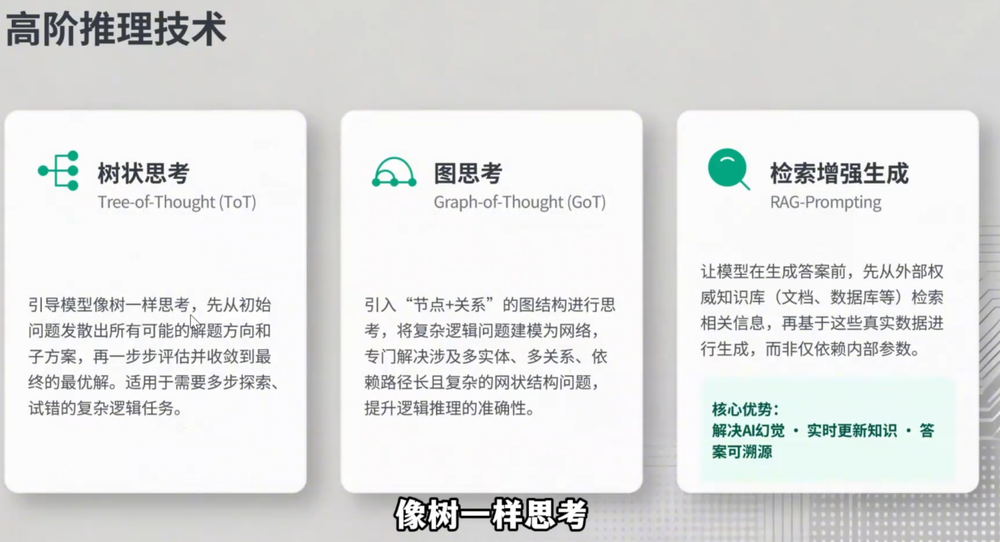 高阶推理技术
树状思考
Tree-of-Thought (ToT)
引导模型像树一样思考，先从初始
问题发散出所有可能的解题方向和
子方案，再一步步评估并收敛到最
终的最优解。适用于需要多步探索、
试错的复杂逻辑任务。
图思考
Graph-of-Thought (GoT)
引入“节点+关系”的图结构进行思
考，将复杂逻辑问题建模为网络，
专门解决涉及多实体、多关系、依
赖路径长且复杂的网状结构问题，
提升逻辑推理的准确性。
检索增强生成
RAG-Prompting
让模型在生成答案前，先从外部权
威知识库（文档、数据库等）检索
相关信息，再基于这些真实数据进
行生成，而非仅依赖内部参数。
核心优势：
解决AI幻觉 • 实时更新知识 • 答
案可溯源
像树一样思考